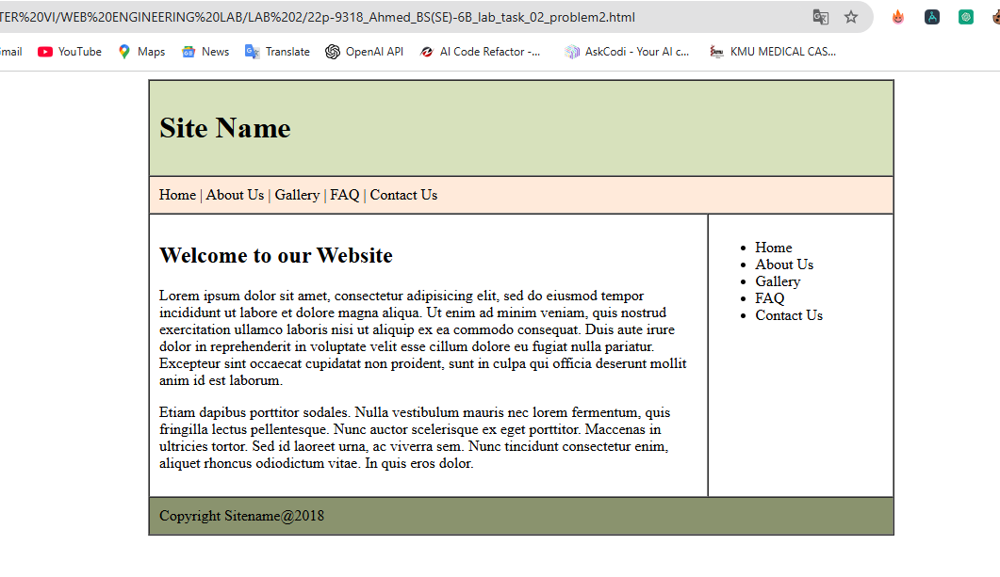 TER%20VI/WEB%20ENGINEERING%20LAB/LAB%202/22p-9318_Ahmed_BS(SE)-6B_lab_task_02_problem2.html
YouTube Maps News Translate OpenAI API AI Code Refactor -... AskCodi - Your AI c... KMU MEDICAL CAS...
Site Name
Home | About Us | Gallery | FAQ | Contact Us
Welcome to our Website
Lorem ipsum dolor sit amet, consectetur adipisicing elit, sed do eiusmod tempor
incididunt ut labore et dolore magna aliqua. Ut enim ad minim veniam, quis nostrud
exercitation ullamco laboris nisi ut aliquip ex ea commodo consequat. Duis aute irure
dolor in reprehenderit in voluptate velit esse cillum dolore eu fugiat nulla pariatur.
Excepteur sint occaecat cupidatat non proident, sunt in culpa qui officia deserunt mollit
anim id est laborum.
Etiam dapibus porttitor sodales. Nulla vestibulum mauris nec lorem fermentum, quis
fringilla lectus pellentesque. Nunc auctor scelerisque ex eget porttitor. Maccenas in
ultricies tortor. Sed id laoreet urna, ac viverra sem. Nunc tincidunt consectetur enim,
aliquet rhoncus odiodictum vitae. In quis eros dolor.
Home
About Us
Gallery
FAQ
Contact Us
Copyright Sitename@2018